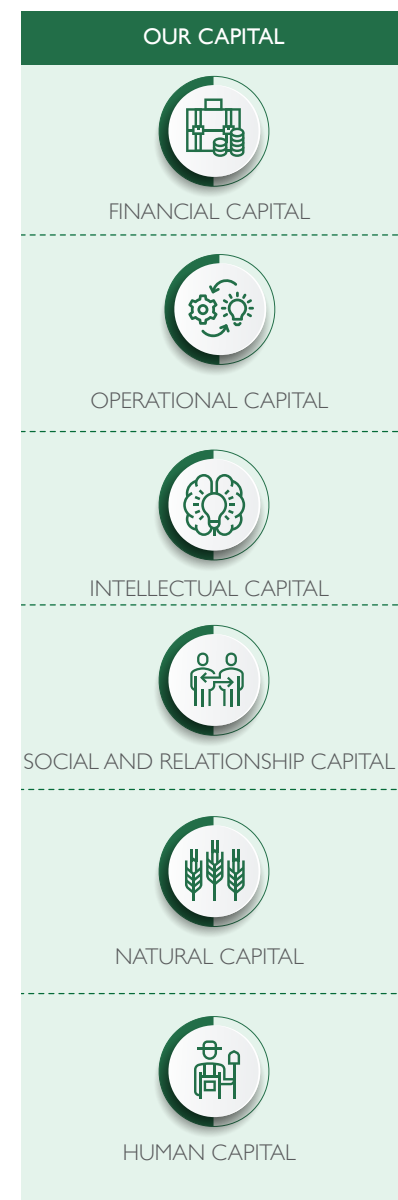 OUR CAPITAL
FINANCIAL CAPITAL
OPERATIONAL CAPITAL
INTELLECTUAL CAPITAL
SOCIAL AND RELATIONSHIP CAPITAL
NATURAL CAPITAL
HUMAN CAPITAL